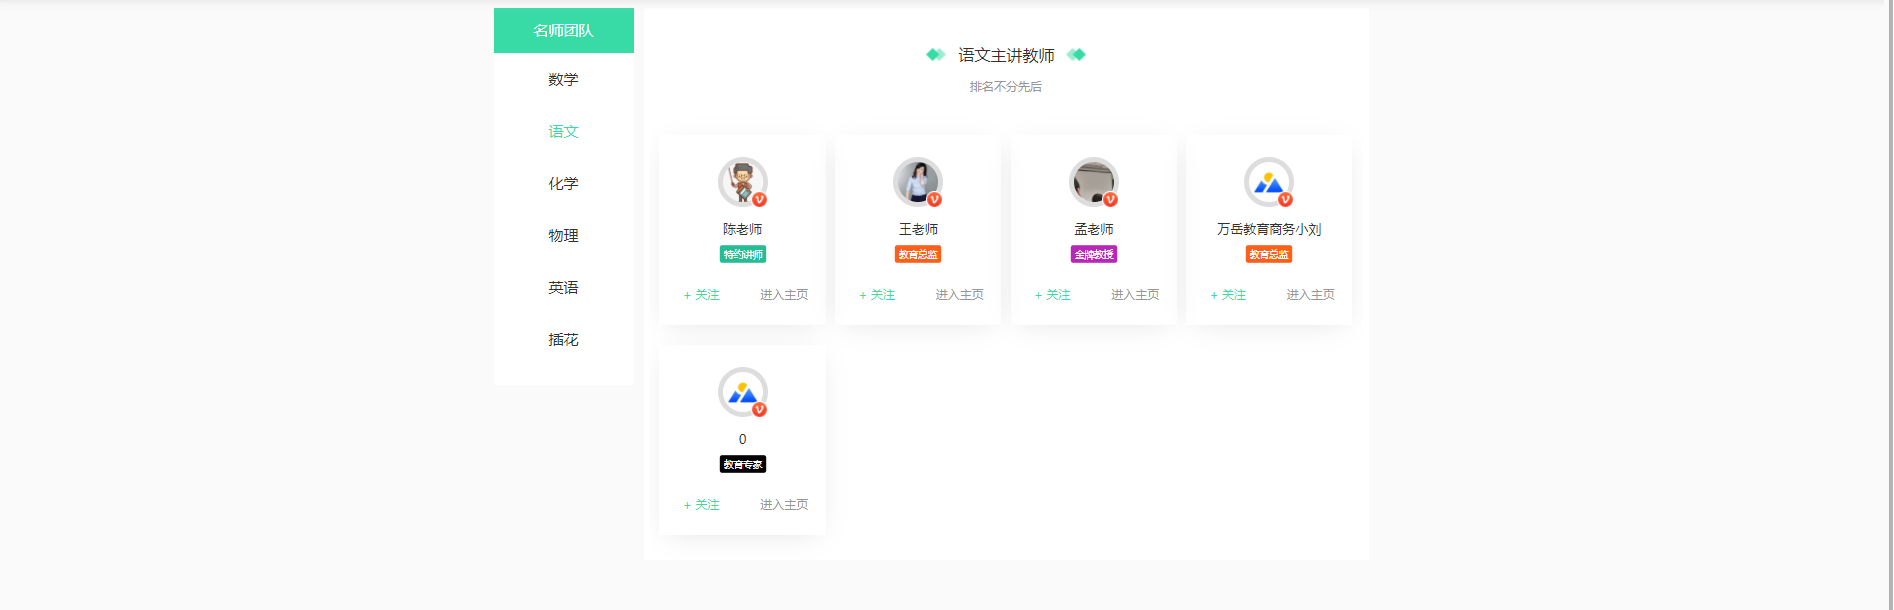 名师团队
数学
语文
化学
物理
英语
插花
语文主讲教师
排名不分先后
陈老师
特约讲师
+ 关注 进入主页
王老师
教育总监
+ 关注 进入主页
孟老师
金牌教授
+ 关注 进入主页
万岳教育商务小刘
教育总监
+ 关注 进入主页
0
教育专家
+ 关注 进入主页